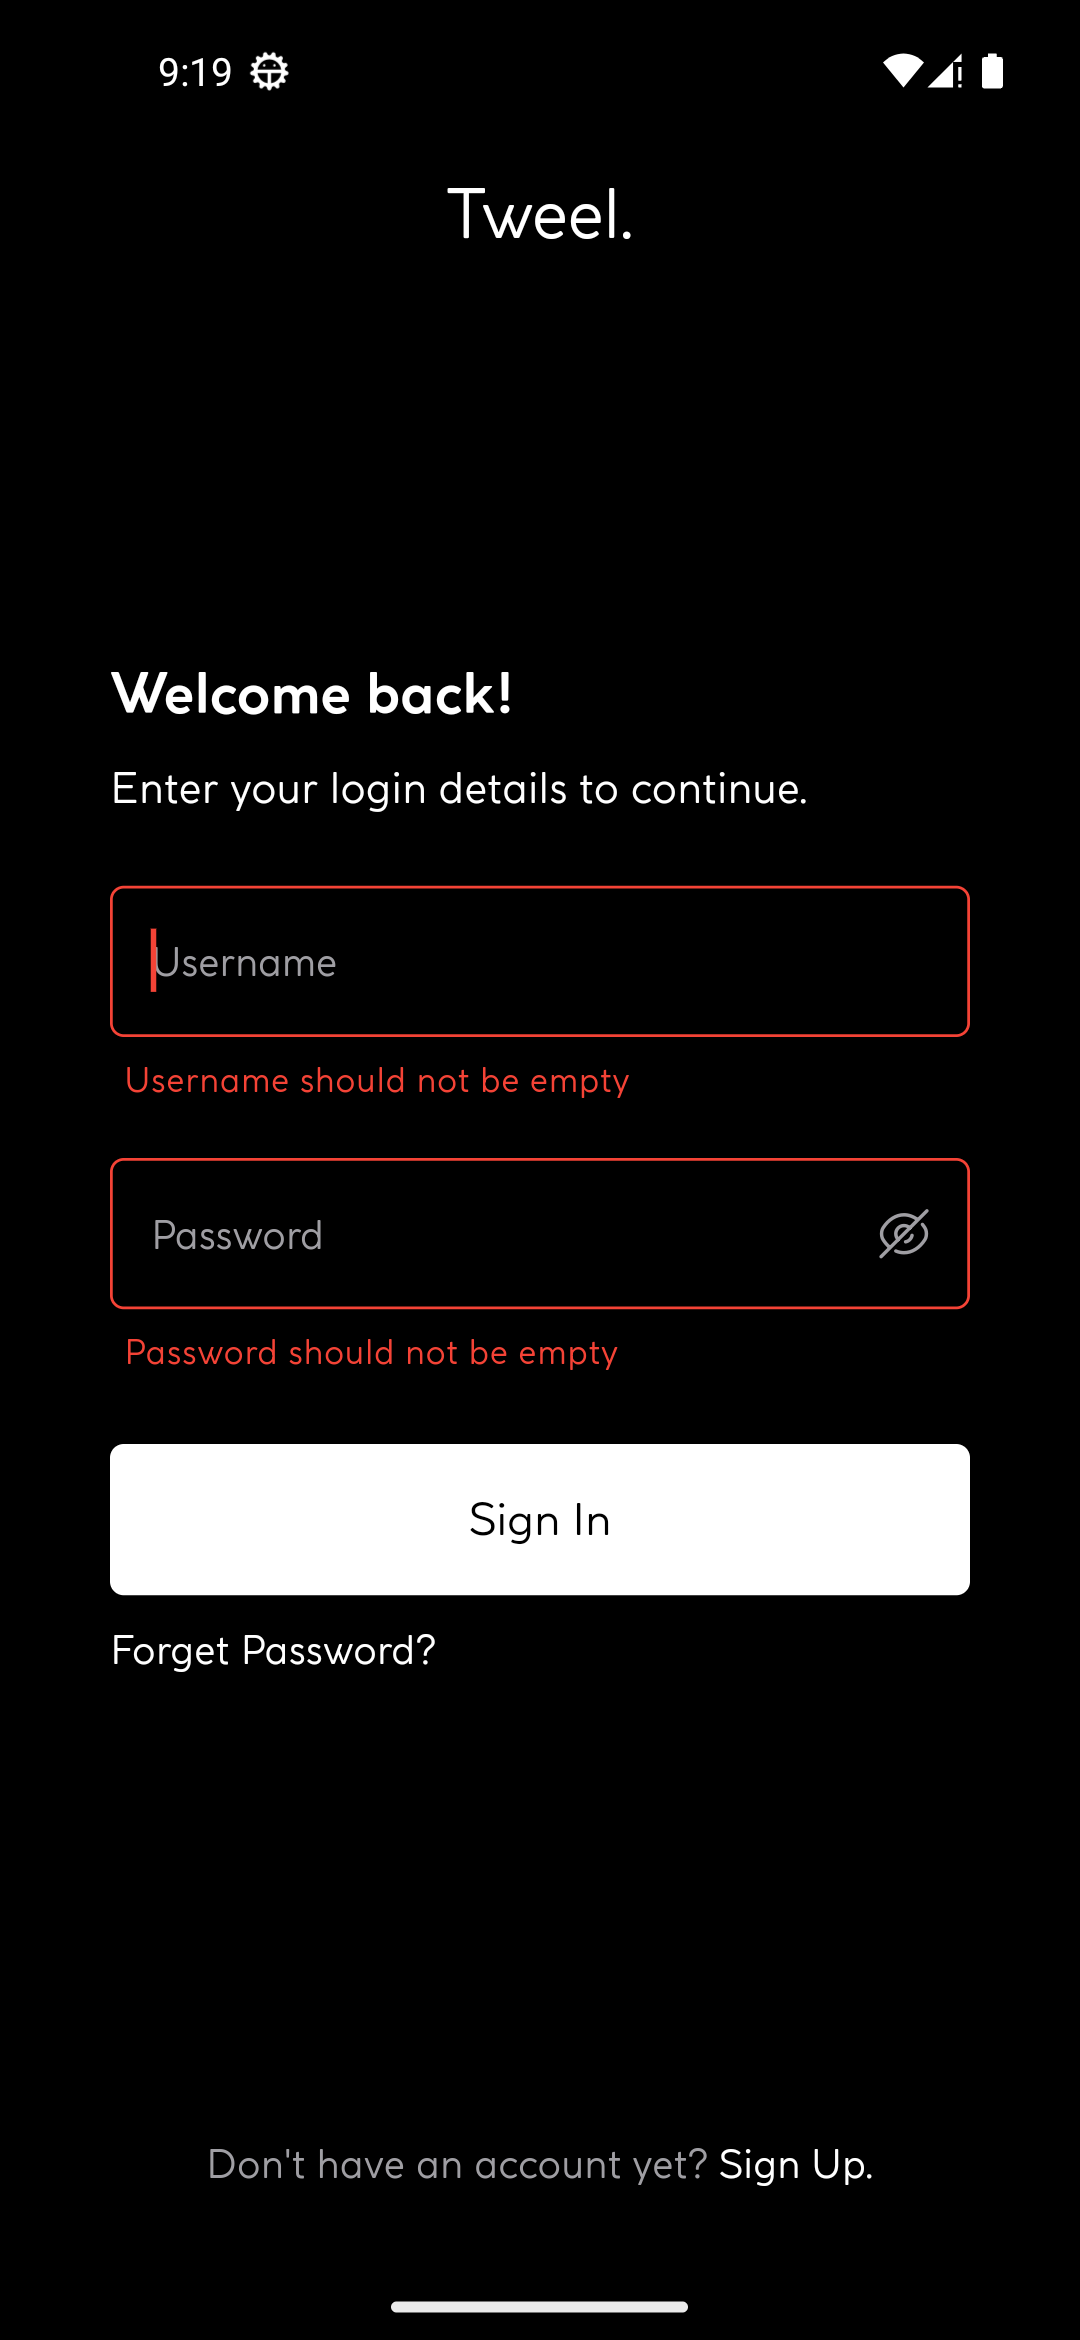 9:19
Tweel.
Welcome back!
Enter your login details to continue.
Username
Username should not be empty
Password
Password should not be empty
Sign In
Forget Password?
Don't have an account yet? Sign Up.